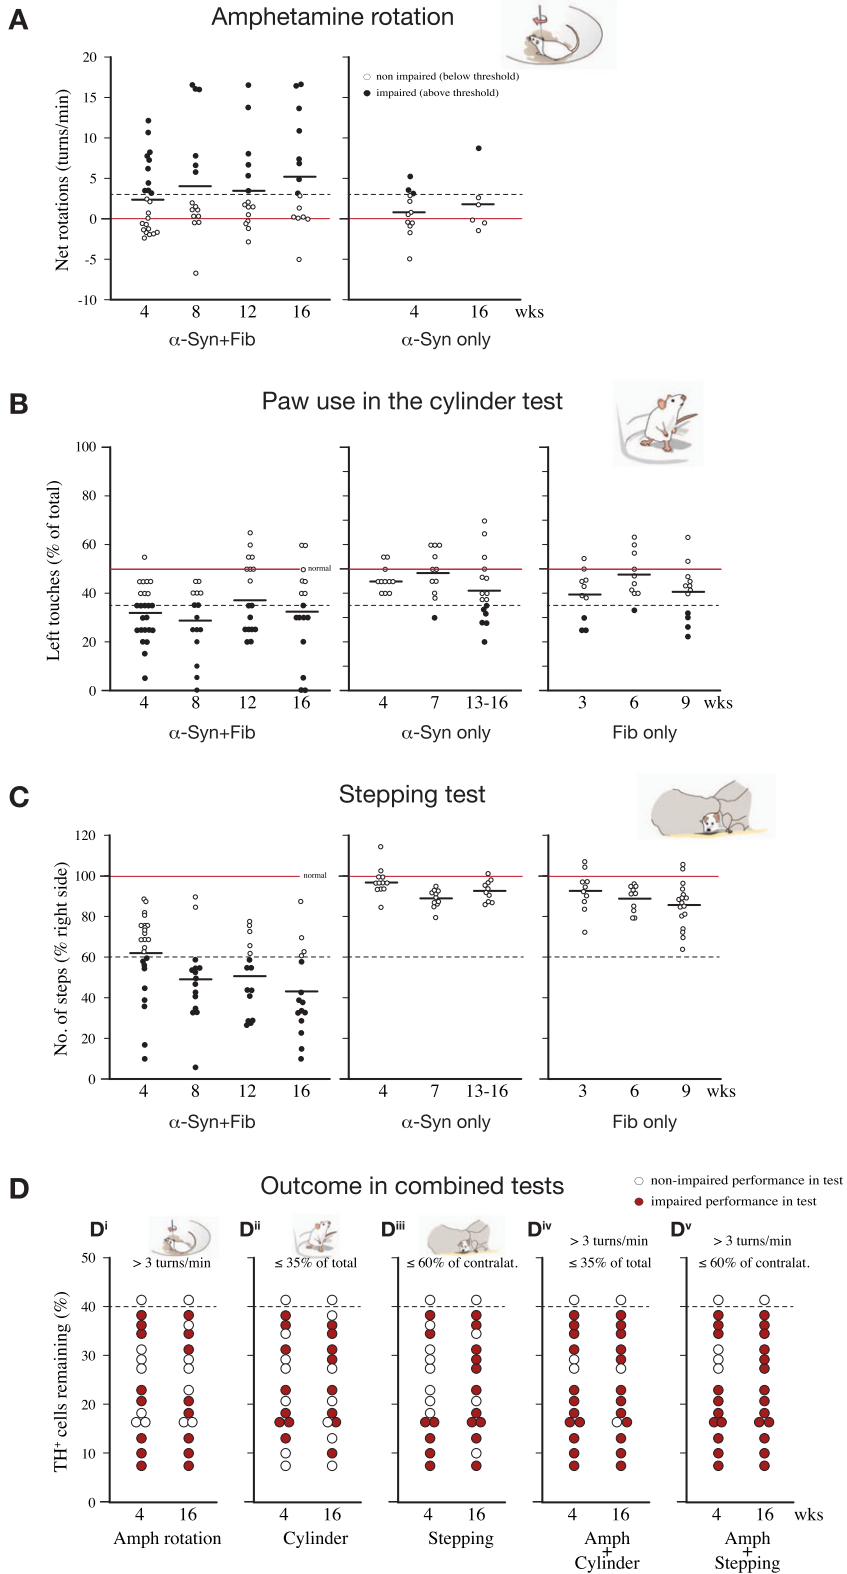 A
Amphetamine rotation
Net rotations (turns/min)
20
15
10
5
0
-5
-10
non impaired (below threshold)
impaired (above threshold)
4 8 12 16
4 16 wks
α-Syn+Fib
α-Syn only
B
Paw use in the cylinder test
Left touches (% of total)
100
80
60
40
20
0
normal
4 8 12 16
4 7 13-16
3 6 9 wks
α-Syn+Fib
α-Syn only
Fib only
C
Stepping test
No. of steps (% right side)
120
100
80
60
40
20
0
normal
4 8 12 16
4 7 13-16
3 6 9 wks
α-Syn+Fib
α-Syn only
Fib only
D
Outcome in combined tests
non-impaired performance in test
impaired performance in test
Di
Dii
Diii
Div
Dv
> 3 turns/min
≤ 35% of total
≤ 60% of contralat.
> 3 turns/min
≤ 35% of total
> 3 turns/min
≤ 60% of contralat.
TH+ cells remaining (%)
50
40
30
20
10
0
4 16
4 16
4 16
4 16
4 16 wks
Amph rotation
Cylinder
Stepping
Amph
+
Cylinder
Amph
+
Stepping